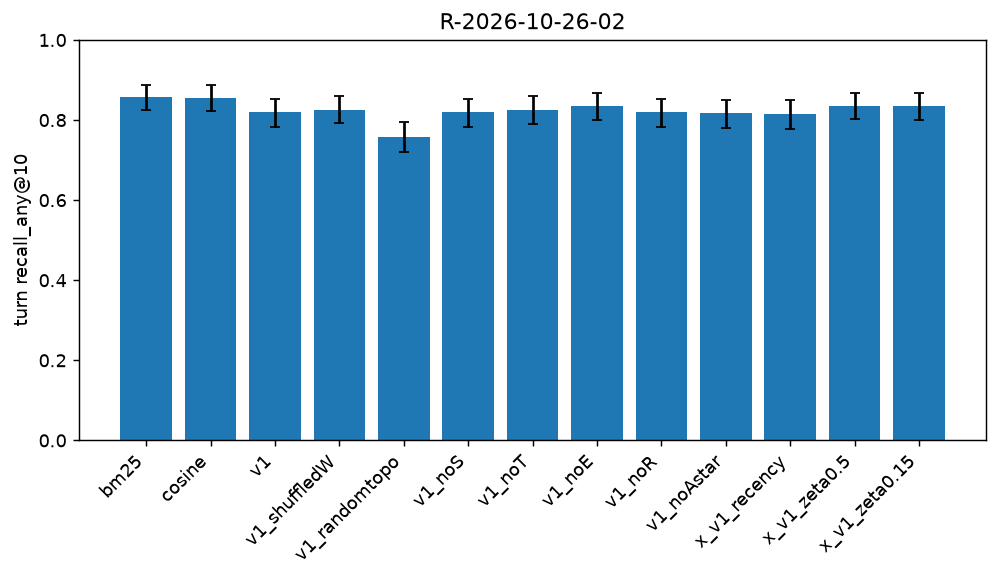 R-2026-10-26-02
turn recall_any@10
1.0
0.8
0.6
0.4
0.2
0.0
bm25
cosine
v1
v1_shuffledW
v1_randomtopo
v1_noS
v1_noT
v1_noE
v1_noR
v1_noAstar
x_v1_recency
x_v1_zeta0.5
x_v1_zeta0.15